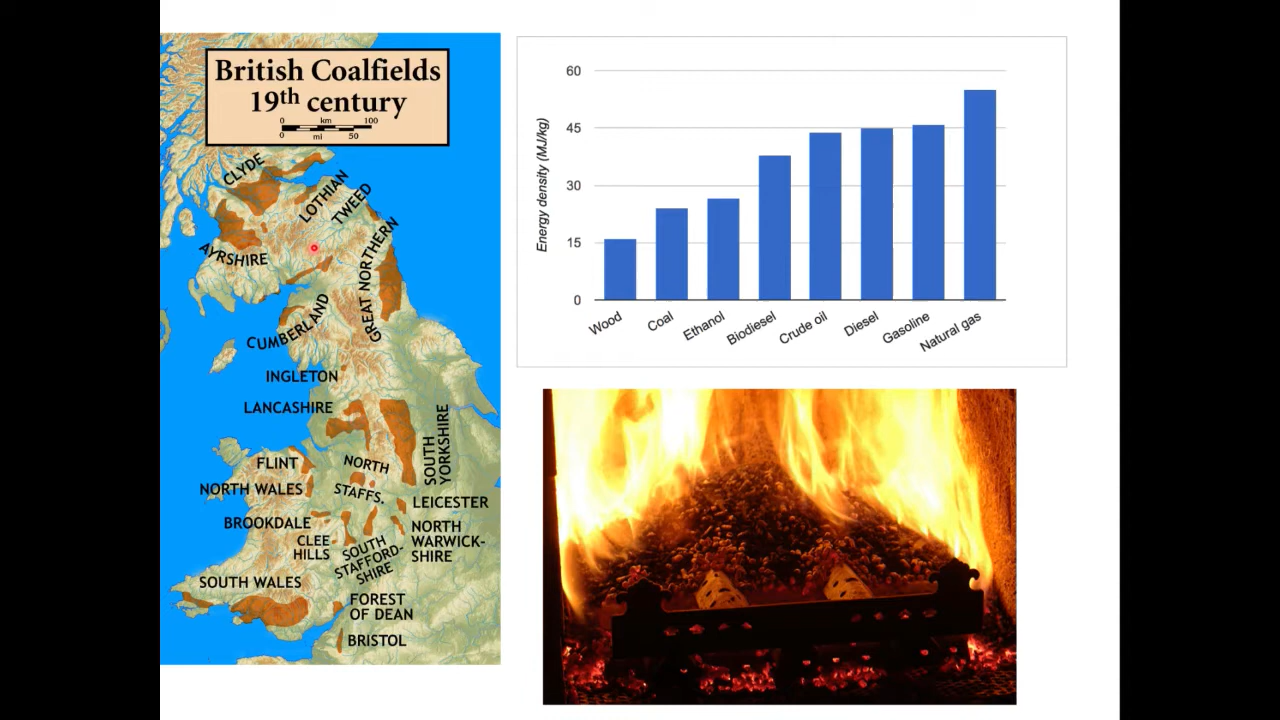 British Coalfields
19th century
0 km 100
0 mi 50
CLYDE
LOTHIAN
TWEED
AYRSHIRE
GREAT NORTHERN
CUMBERLAND
INGLETON
LANCASHIRE
SOUTH
YORKSHIRE
FLINT
NORTH
STAFFS.
NORTH WALES
LEICESTER
BROOKDALE
NORTH
WARWICK-
SHIRE
CLEE
HILLS
SOUTH
STAFFORD-
SHIRE
SOUTH WALES
FOREST
OF DEAN
BRISTOL
Energy density (MJ/kg)
60
45
30
15
0
Wood
Coal
Ethanol
Biodiesel
Crude oil
Diesel
Gasoline
Natural gas